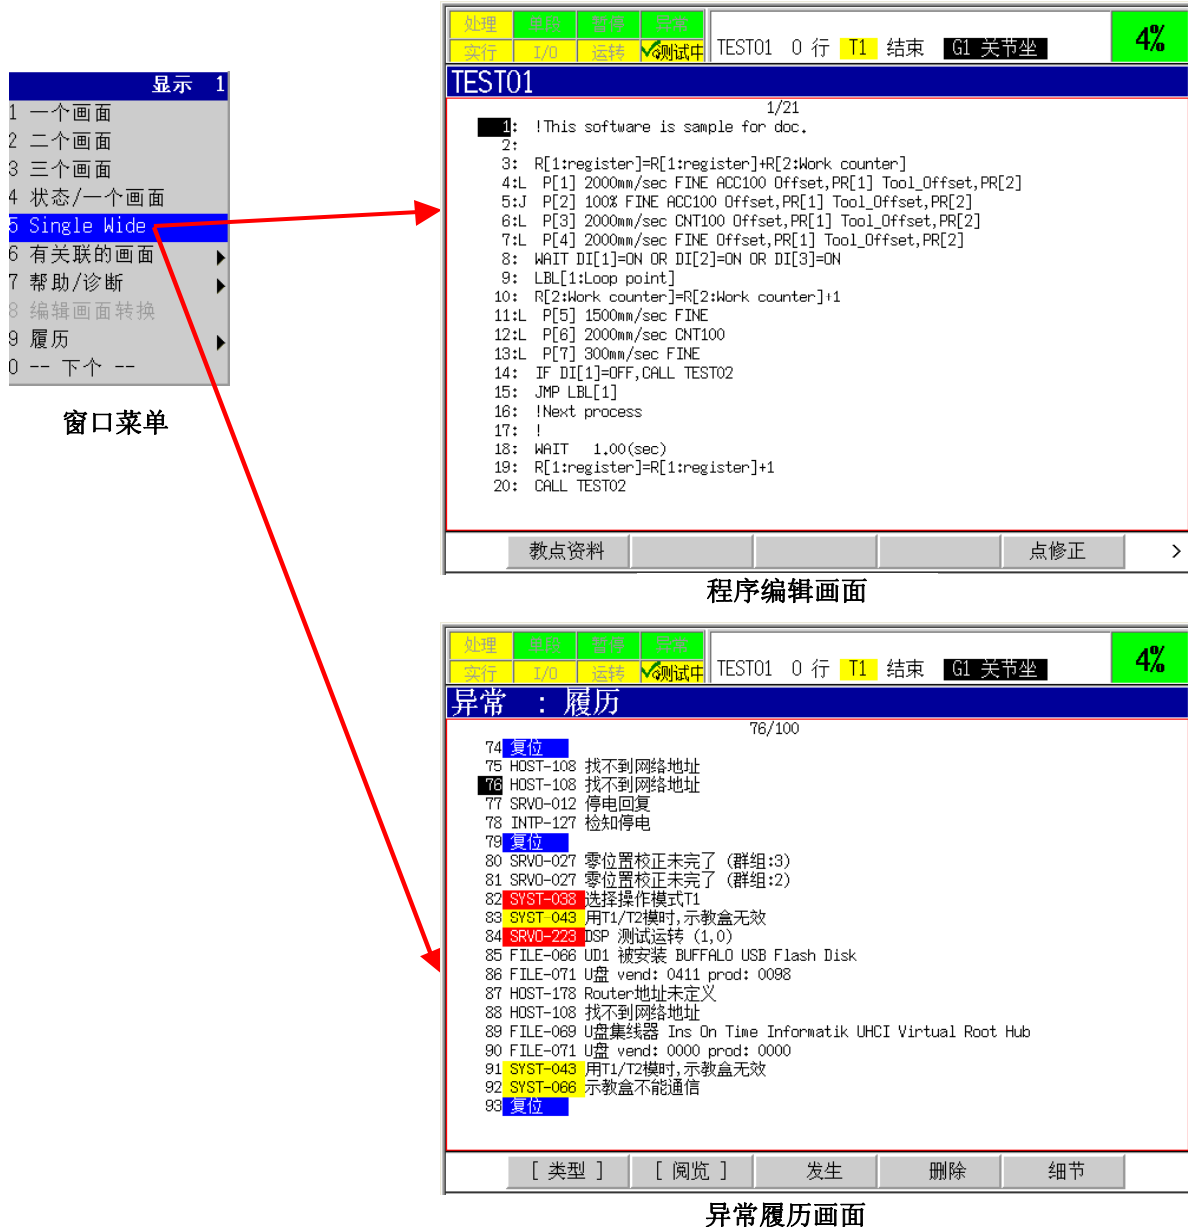 显示 1
1 一个画面
2 二个画面
3 三个画面
4 状态/一个画面
5 Single Wide
6 有关联的画面
7 帮助/诊断
8 编辑画面转换
9 履历
0 -- 下个 --
窗口菜单
处理 单段 暂停 异常
实行 I/O 运转 测试中 TEST01 0 行 T1 结束 G1 关节坐 4%
TEST01
1/21
1: !This software is sample for doc.
2:
3: R[1:register]=R[1:register]+R[2:Work counter]
4:L P[1] 2000mm/sec FINE ACC100 Offset,PR[1] Tool_Offset,PR[2]
5:J P[2] 100% FINE ACC100 Offset,PR[1] Tool_Offset,PR[2]
6:L P[3] 2000mm/sec CNT100 Offset,PR[1] Tool_Offset,PR[2]
7:L P[4] 2000mm/sec FINE Offset,PR[1] Tool_Offset,PR[2]
8: WAIT DI[1]=ON OR DI[2]=ON OR DI[3]=ON
9: LBL[1:Loop point]
10: R[2:Work counter]=R[2:Work counter]+1
11:L P[5] 1500mm/sec FINE
12:L P[6] 2000mm/sec CNT100
13:L P[7] 300mm/sec FINE
14: IF DI[1]=OFF,CALL TEST02
15: JMP LBL[1]
16: !Next process
17: !
18: WAIT 1.00(sec)
19: R[1:register]=R[1:register]+1
20: CALL TEST02
教点资料 点修正 >
程序编辑画面
处理 单段 暂停 异常
实行 I/O 运转 测试中 TEST01 0 行 T1 结束 G1 关节坐 4%
异常 : 履历
76/100
74 复位
75 HOST-108 找不到网络地址
76 HOST-108 找不到网络地址
77 SRVO-012 停电回复
78 INTP-127 检知停电
79 复位
80 SRVO-027 零位置校正未完了 (群组:3)
81 SRVO-027 零位置校正未完了 (群组:2)
82 SYST-038 选择操作模式T1
83 SYST-043 用T1/T2模时,示教盒无效
84 SRVO-223 DSP 测试运转 (1,0)
85 FILE-066 UD1 被安装 BUFFALO USB Flash Disk
86 FILE-071 U盘 vend: 0411 prod: 0098
87 HOST-178 Router地址未定义
88 HOST-108 找不到网络地址
89 FILE-069 U盘集线器 Ins On Time Informatik UHCI Virtual Root Hub
90 FILE-071 U盘 vend: 0000 prod: 0000
91 SYST-043 用T1/T2模时,示教盒无效
92 SYST-066 示教盒不能通信
93 复位
[ 类型 ] [ 阅览 ] 发生 删除 细节
异常履历画面